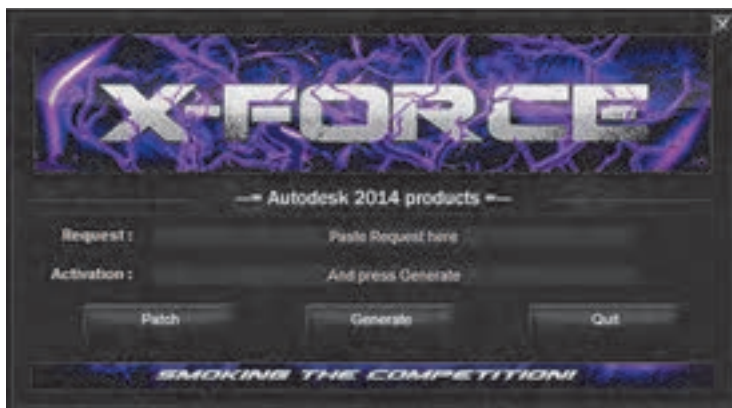 X-FORCE
-= Autodesk 2014 products =-
Request : Paste Request here
Activation : And press Generate
Patch Generate Quit
SMOKING THE COMPETITION!